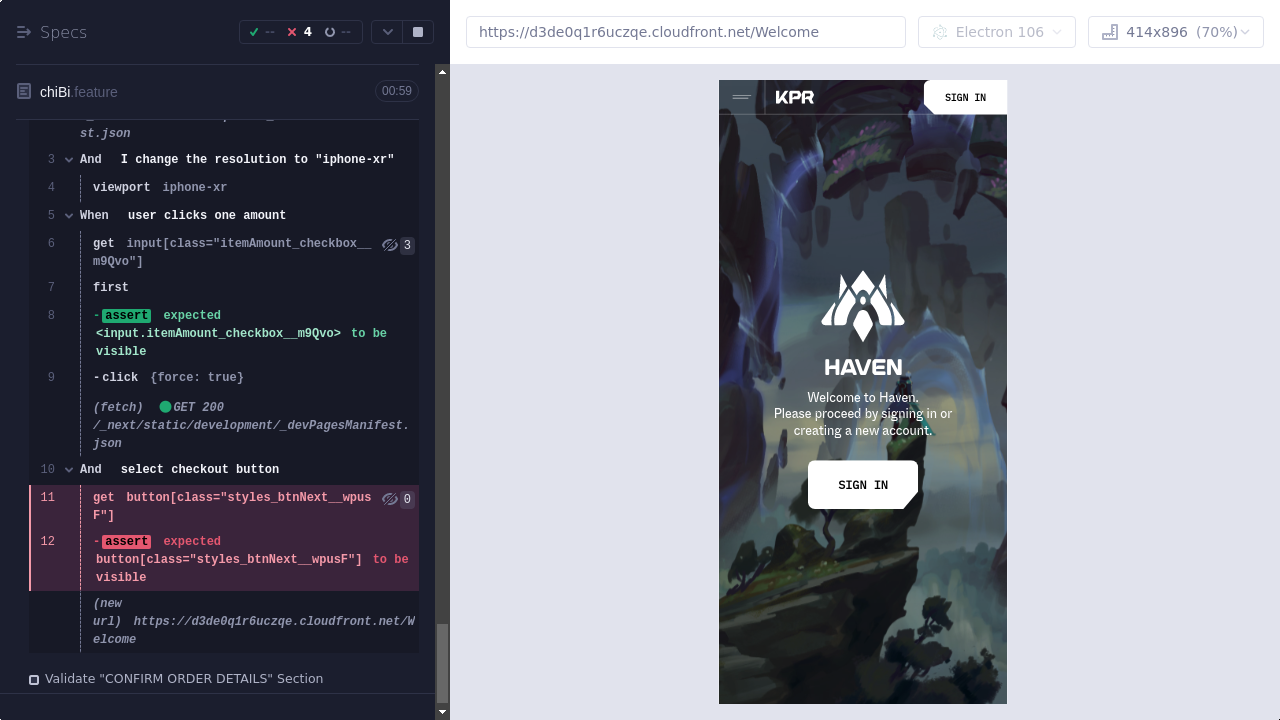 Specs
-- 4 --
chiBi.feature
00:59
st.json
3 And I change the resolution to "iphone-xr"
4 viewport iphone-xr
5 When user clicks one amount
6 get input[class="itemAmount_checkbox__
m9Qvo"]
3
7 first
8 -assert expected
<input.itemAmount_checkbox__m9Qvo> to be
visible
9 -click {force: true}
(fetch) GET 200
/_next/static/development/_devPagesManifest.
json
10 And select checkout button
11 get button[class="styles_btnNext__wpus
F"]
0
12 -assert expected
button[class="styles_btnNext__wpusF"] to be
visible
(new
url) https://d3de0q1r6uczqe.cloudfront.net/W
elcome
Validate "CONFIRM ORDER DETAILS" Section
https://d3de0q1r6uczqe.cloudfront.net/Welcome
Electron 106
414x896 (70%)
KPR
SIGN IN
HAVEN
Welcome to Haven.
Please proceed by signing in or
creating a new account.
SIGN IN